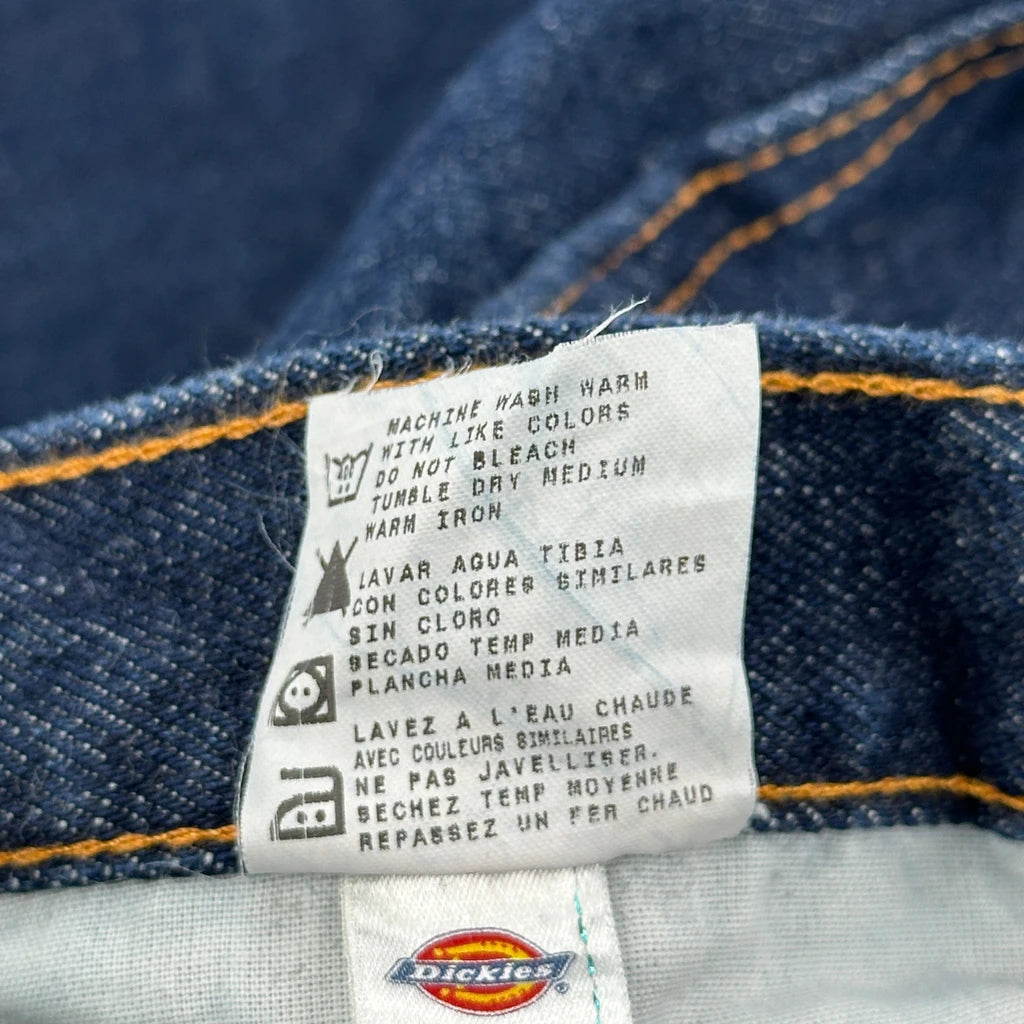 MACHINE WASH WARM
WITH LIKE COLORS
DO NOT BLEACH
TUMBLE DRY MEDIUM
WARM IRON
LAVAR AGUA TIBIA
CON COLORES SIMILARES
SIN CLORO
SECADO TEMP MEDIA
PLANCHA MEDIA
LAVEZ A L'EAU CHAUDE
AVEC COULEURS SIMILAIRES
NE PAS JAVELLISER.
SECHEZ TEMP MOYENNE
REPASSEZ UN FER CHAUD
Dickies®